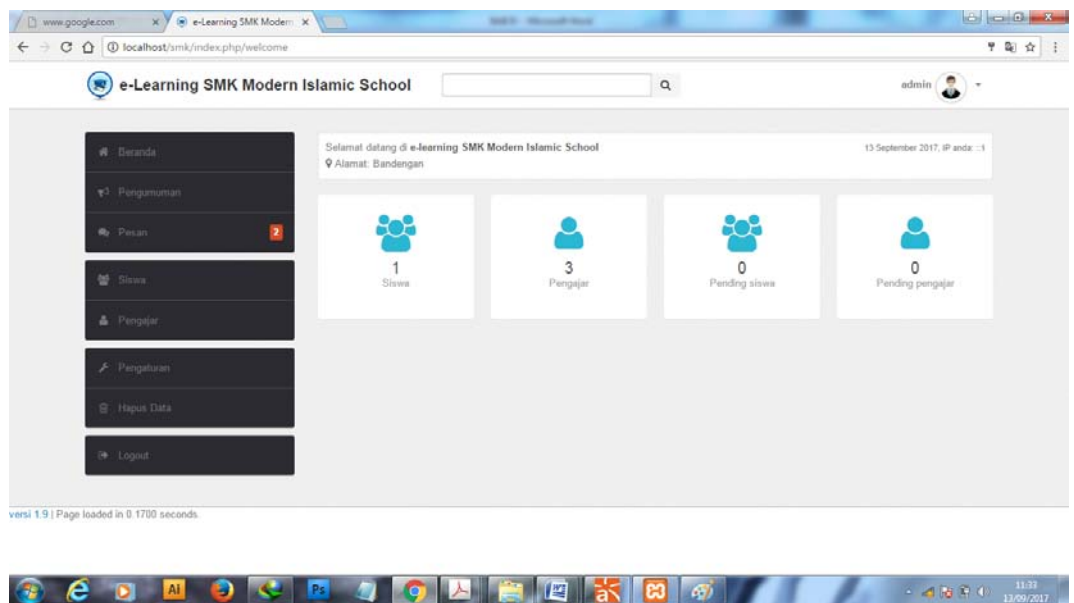 www.google.com
e-Learning SMK Modern
localhost/smk/index.php/welcome
e-Learning SMK Modern Islamic School
admin
Beranda
Pengumuman
Pesan 2
Siswa
Pengajar
Pengaturan
Hapus Data
Logout
Selamat datang di e-learning SMK Modern Islamic School
13 September 2017, IP anda: ::1
Alamat: Bandengan
1
Siswa
3
Pengajar
0
Pending siswa
0
Pending pengajar
versi 1.9 | Page loaded in 0.1700 seconds.
Ai
Ps
11:33
13/09/2017